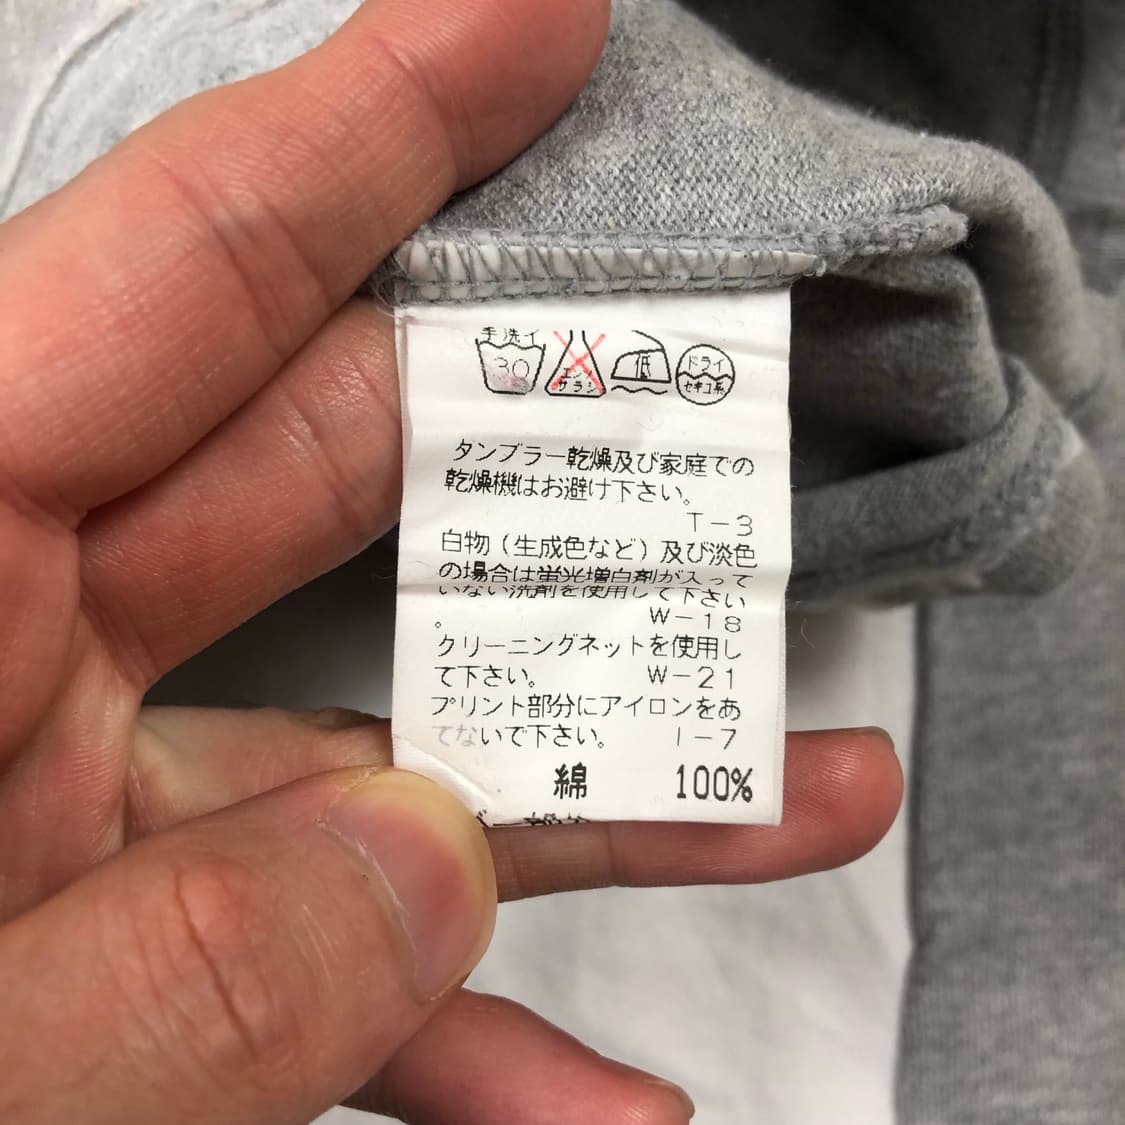 手洗イ
30
エンソ
サラシ
低
ドライ
セキユ系
タンブラー乾燥及び家庭での
乾燥機はお避け下さい。
T-3
白物（生成色など）及び淡色
の場合は蛍光増白剤が入って
いない洗剤を使用して下さい
。 W-18
クリーニングネットを使用し
て下さい。 W-21
プリント部分にアイロンをあ
てないで下さい。 I-7
綿 100%